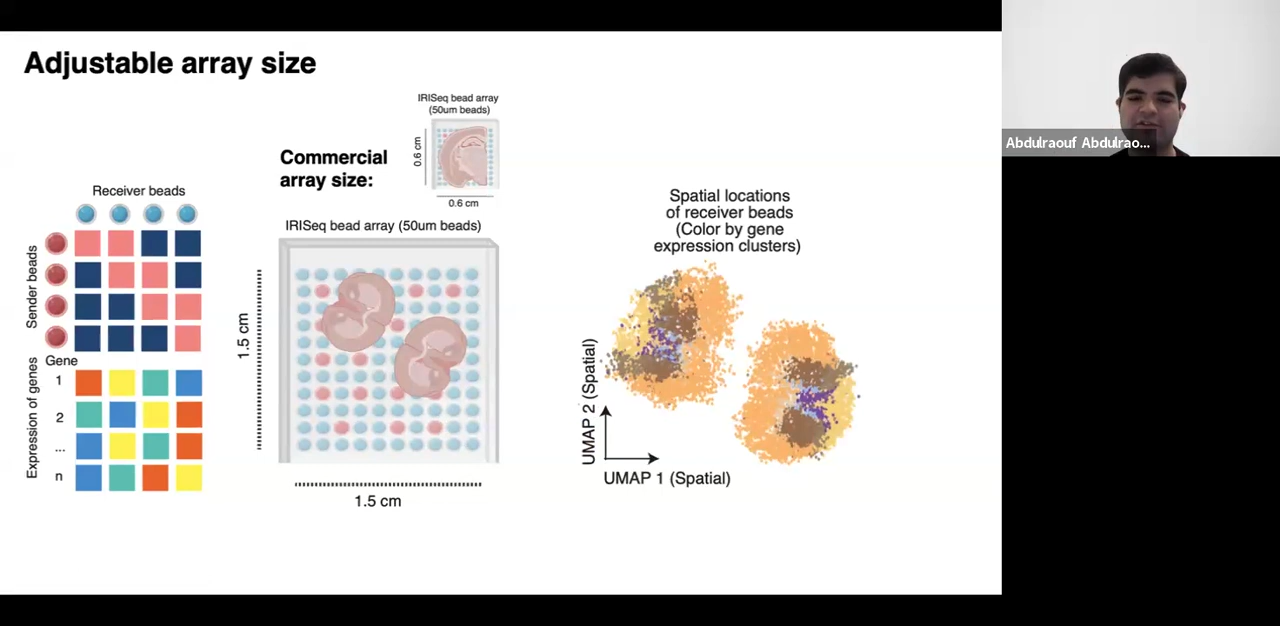 Adjustable array size
IRISeq bead array
(50um beads)
0.6 cm
0.6 cm
Commercial
array size:
Receiver beads
Sender beads
Gene
Expression of genes
1
2
...
n
IRISeq bead array (50um beads)
1.5 cm
1.5 cm
Spatial locations
of receiver beads
(Color by gene
expression clusters)
UMAP 2 (Spatial)
UMAP 1 (Spatial)
Abdulraouf Abdulrao...